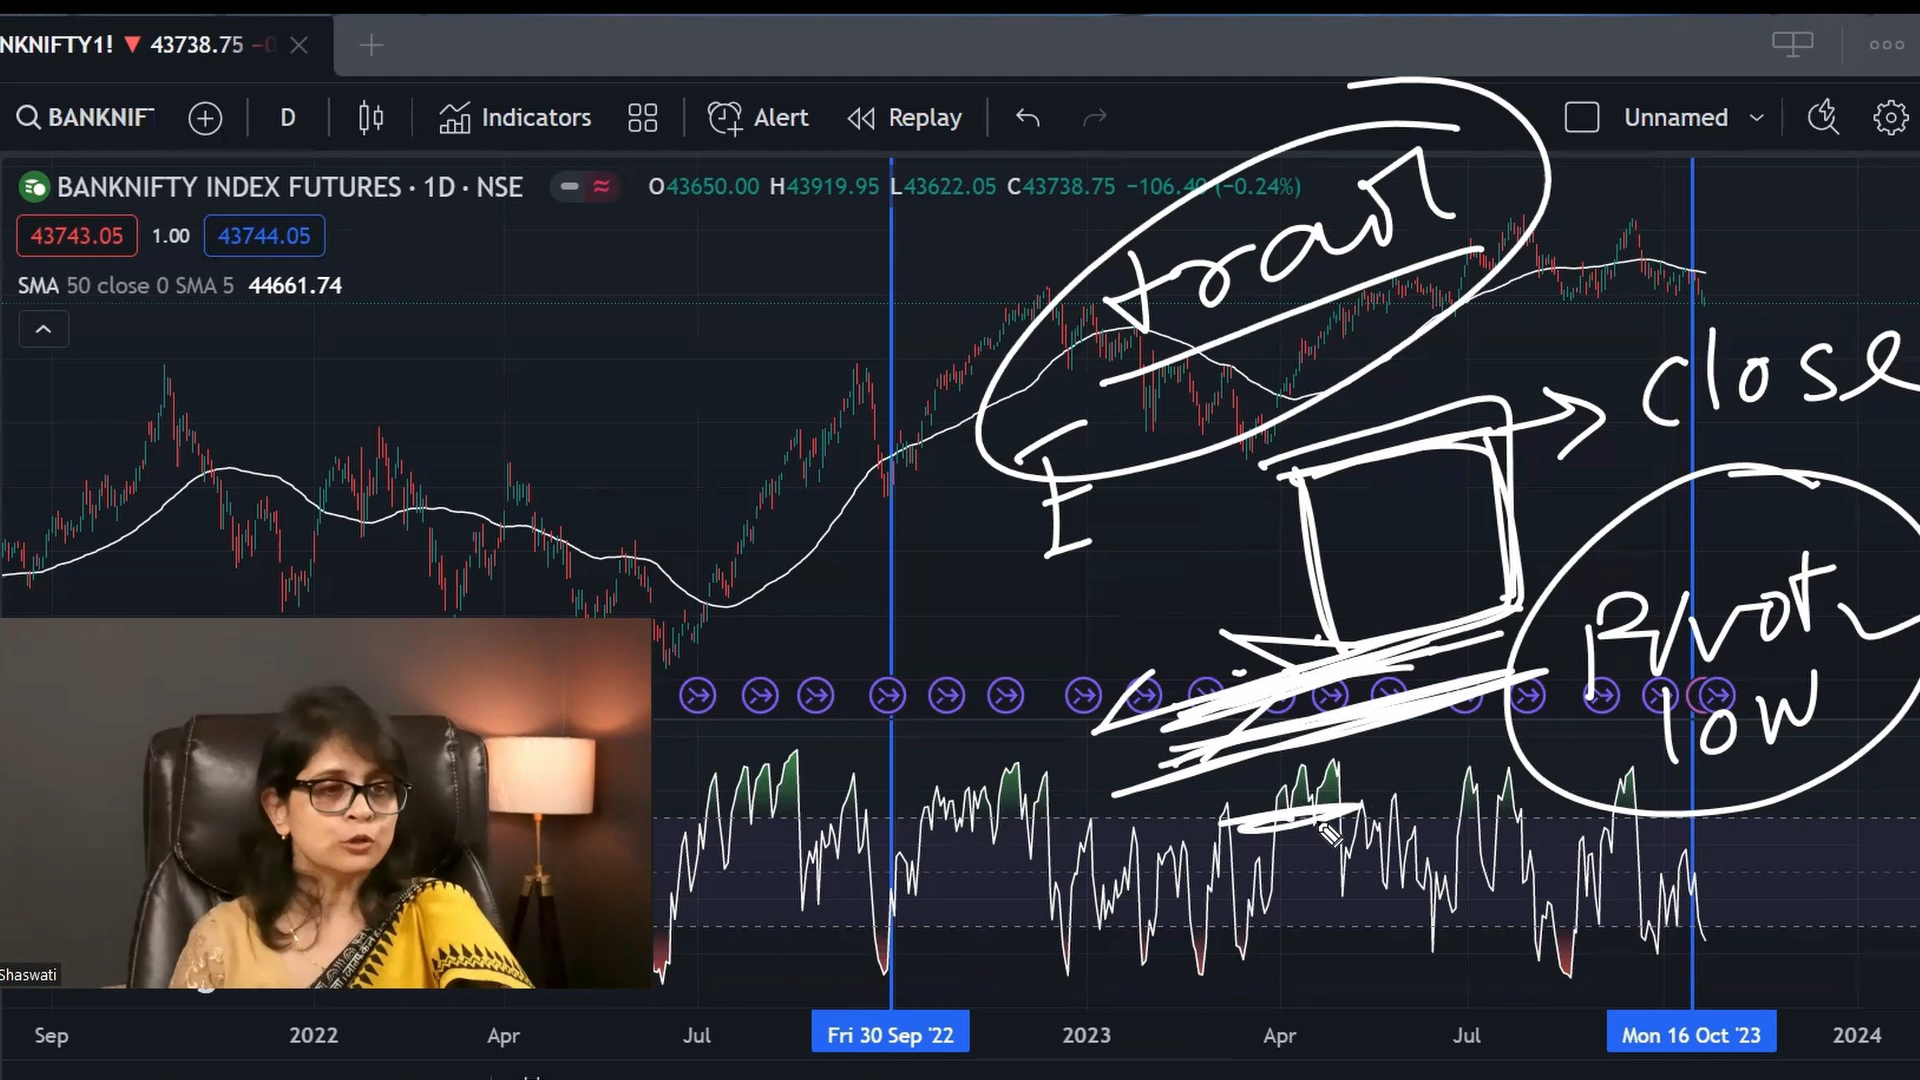 NKNIFTY1! ▼ 43738.75 −0
BANKNIFT D Indicators Alert Replay Unnamed
BANKNIFTY INDEX FUTURES · 1D · NSE O43650.00 H43919.95 L43622.05 C43738.75 −106.40 (−0.24%)
43743.05 1.00 43744.05
SMA 50 close 0 SMA 5 44661.74
trail
close
E
Pivot
low
Shaswati
Sep 2022 Apr Jul Fri 30 Sep '22 2023 Apr Jul Mon 16 Oct '23 2024